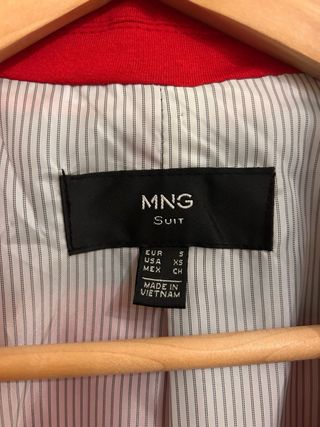 MNG
SUIT
EUR S
USA XS
MEX CH
MADE IN
VIETNAM